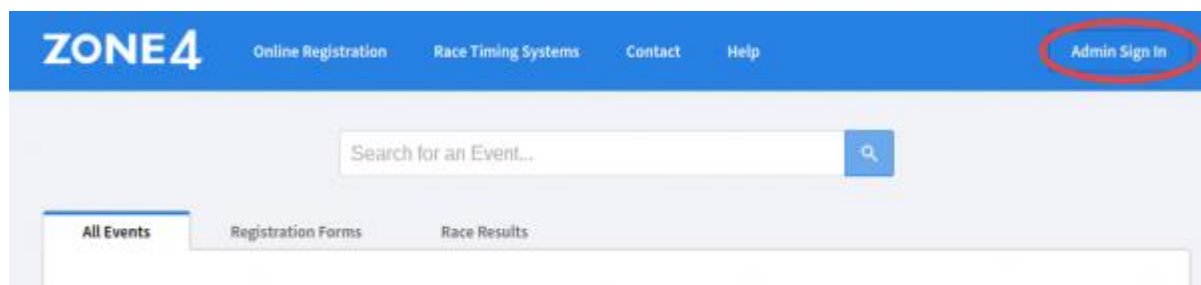 ZONE4 Online Registration Race Timing Systems Contact Help Admin Sign In
Search for an Event...
All Events Registration Forms Race Results